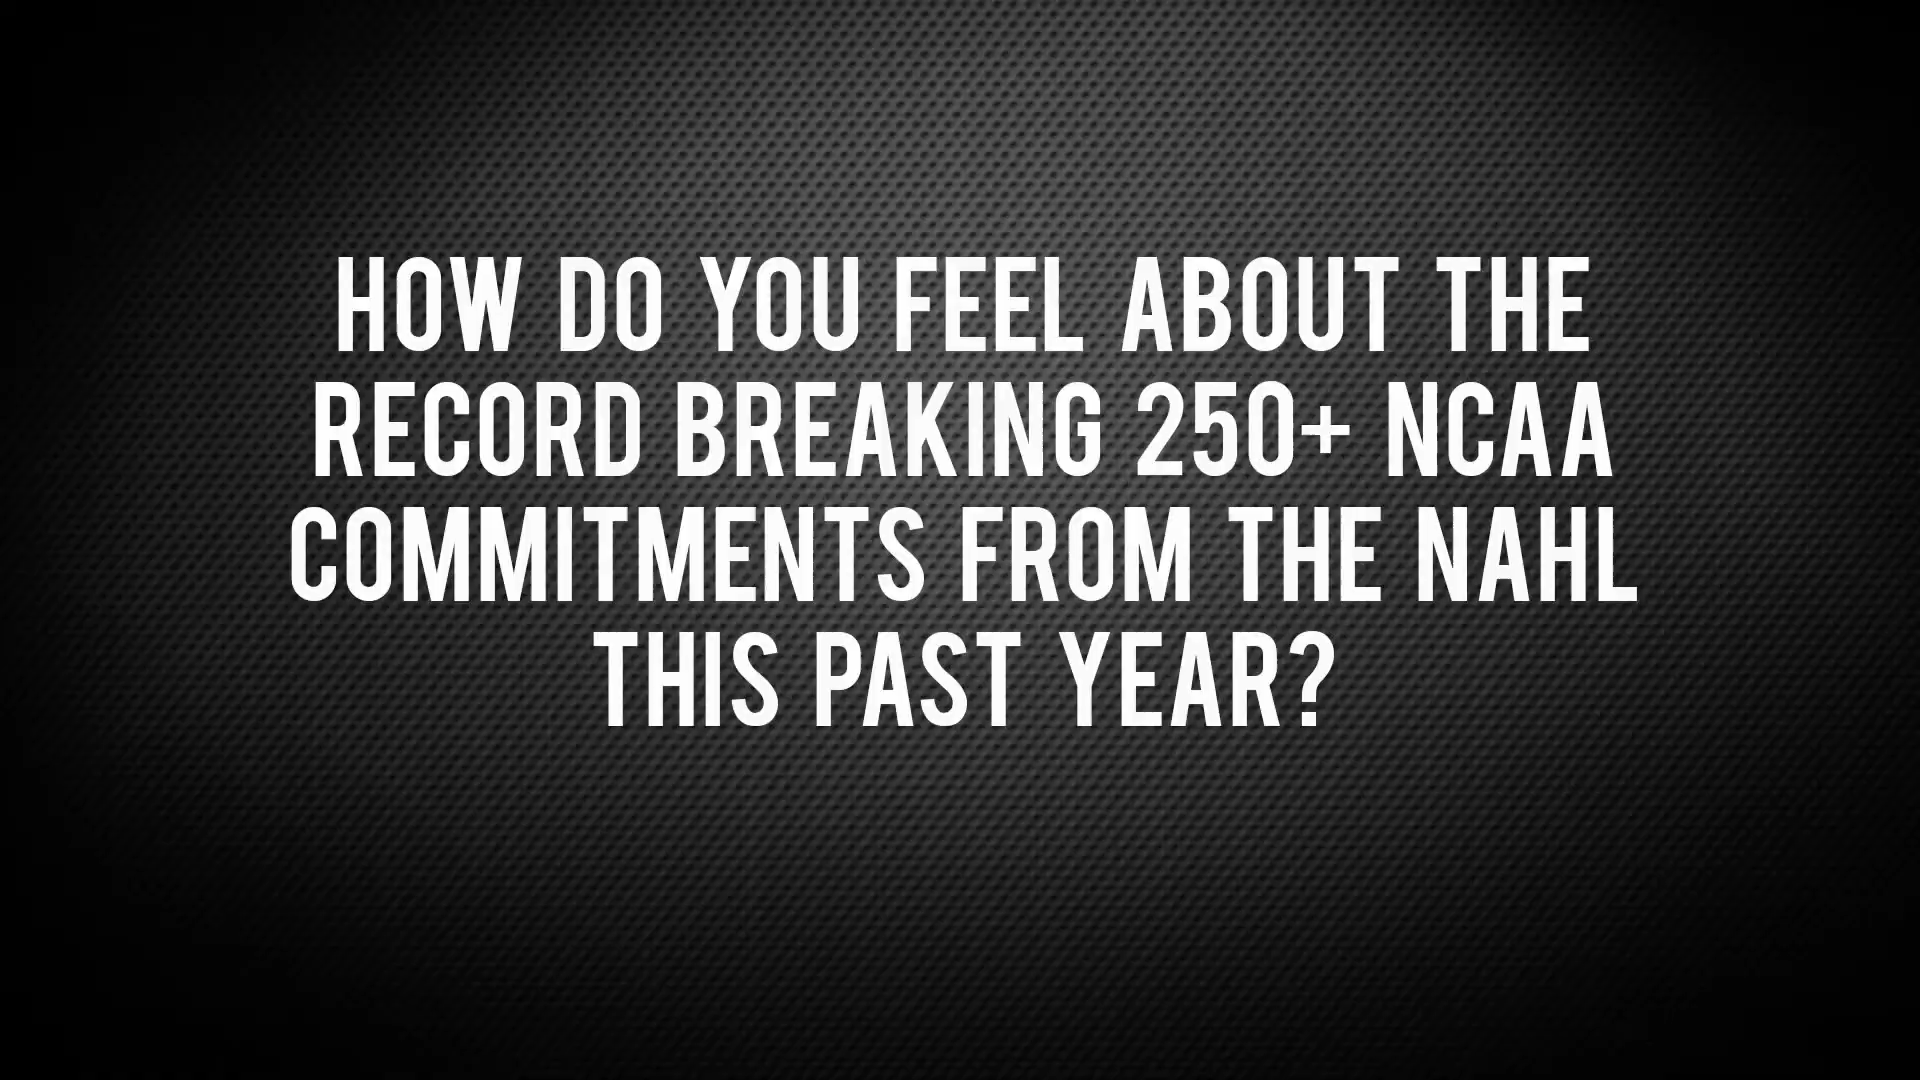 HOW DO YOU FEEL ABOUT THE
RECORD BREAKING 250+ NCAA
COMMITMENTS FROM THE NAHL
THIS PAST YEAR?